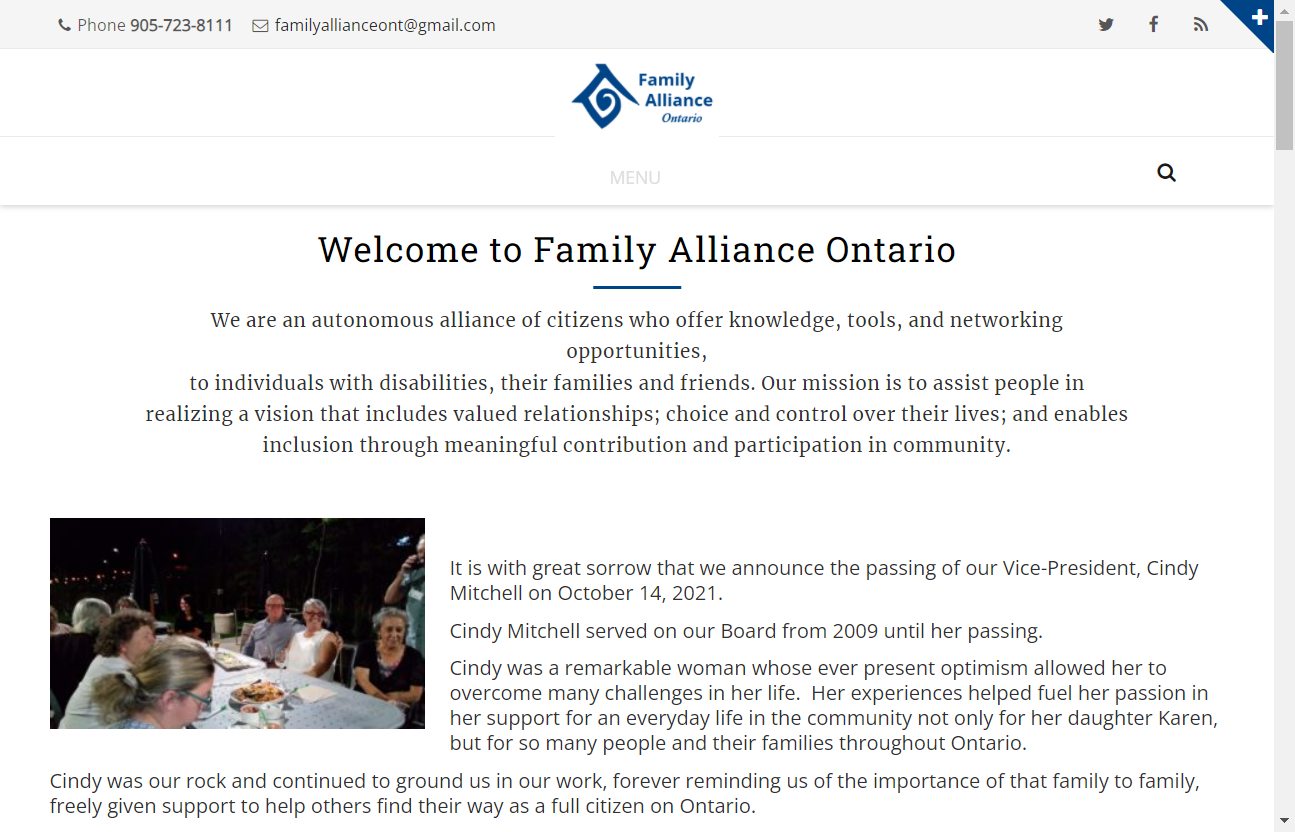 Phone 905-723-8111 familyallianceont@gmail.com
Family
Alliance
Ontario
MENU
Welcome to Family Alliance Ontario
We are an autonomous alliance of citizens who offer knowledge, tools, and networking
opportunities,
to individuals with disabilities, their families and friends. Our mission is to assist people in
realizing a vision that includes valued relationships; choice and control over their lives; and enables
inclusion through meaningful contribution and participation in community.
It is with great sorrow that we announce the passing of our Vice-President, Cindy
Mitchell on October 14, 2021.
Cindy Mitchell served on our Board from 2009 until her passing.
Cindy was a remarkable woman whose ever present optimism allowed her to
overcome many challenges in her life.  Her experiences helped fuel her passion in
her support for an everyday life in the community not only for her daughter Karen,
but for so many people and their families throughout Ontario.
Cindy was our rock and continued to ground us in our work, forever reminding us of the importance of that family to family,
freely given support to help others find their way as a full citizen on Ontario.